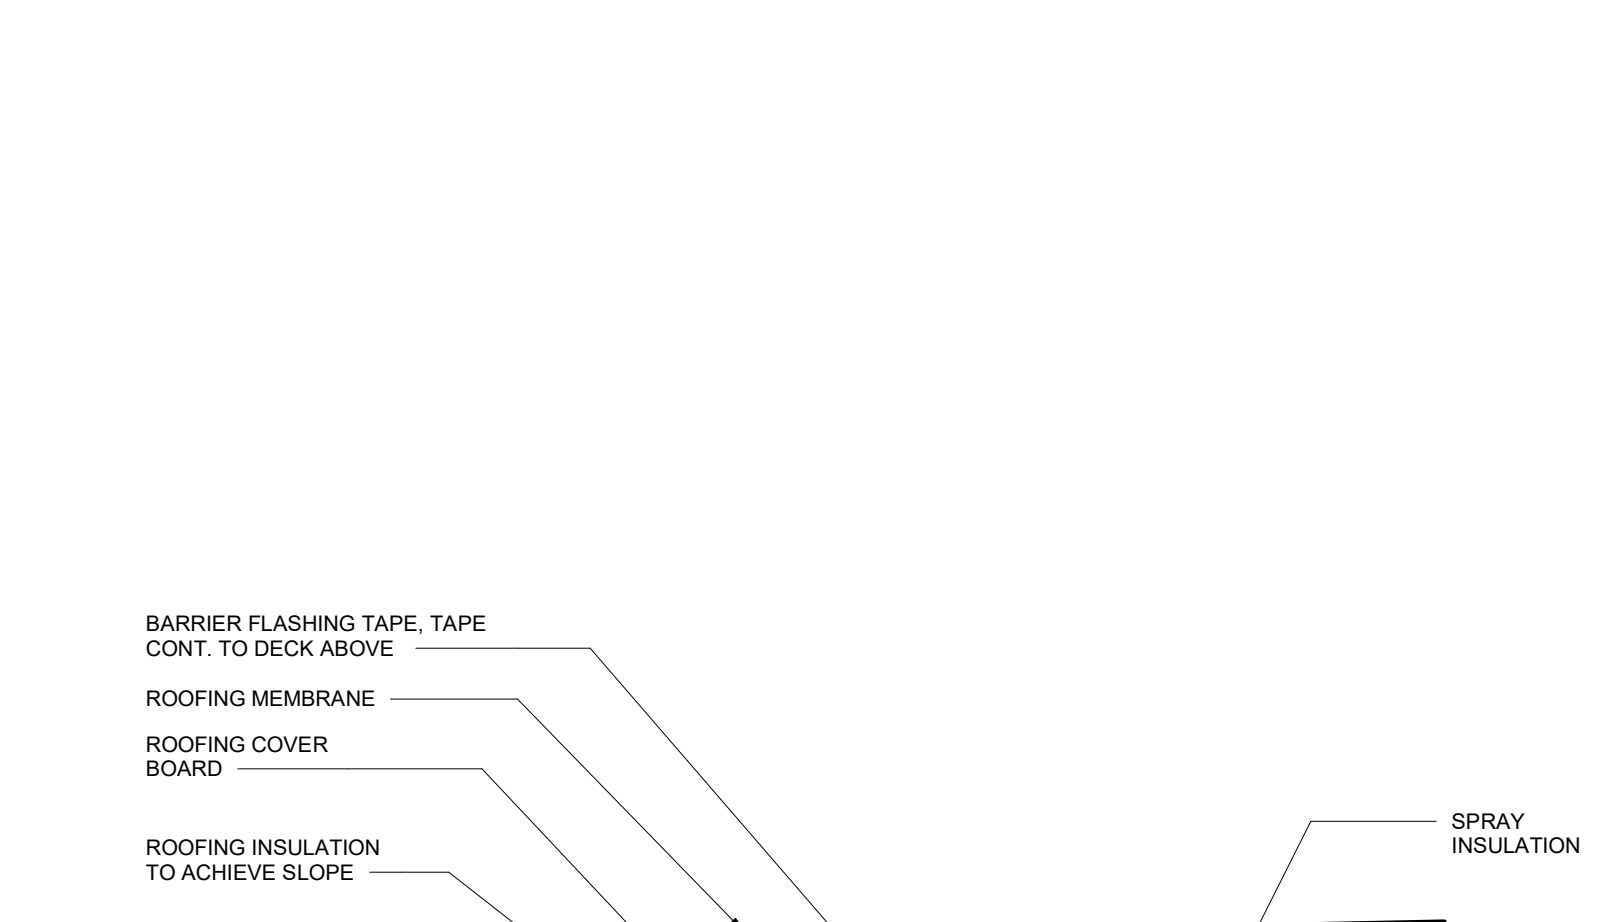 BARRIER FLASHING TAPE, TAPE
CONT. TO DECK ABOVE
ROOFING MEMBRANE
ROOFING COVER
BOARD
ROOFING INSULATION
TO ACHIEVE SLOPE
SPRAY
INSULATION